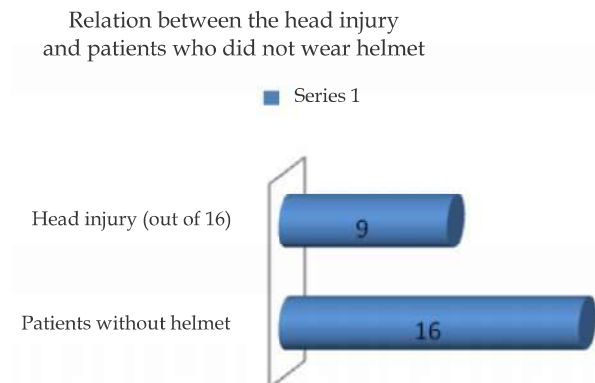 Relation between the head injury
and patients who did not wear helmet
Series 1
Head injury (out of 16)
9
Patients without helmet
16